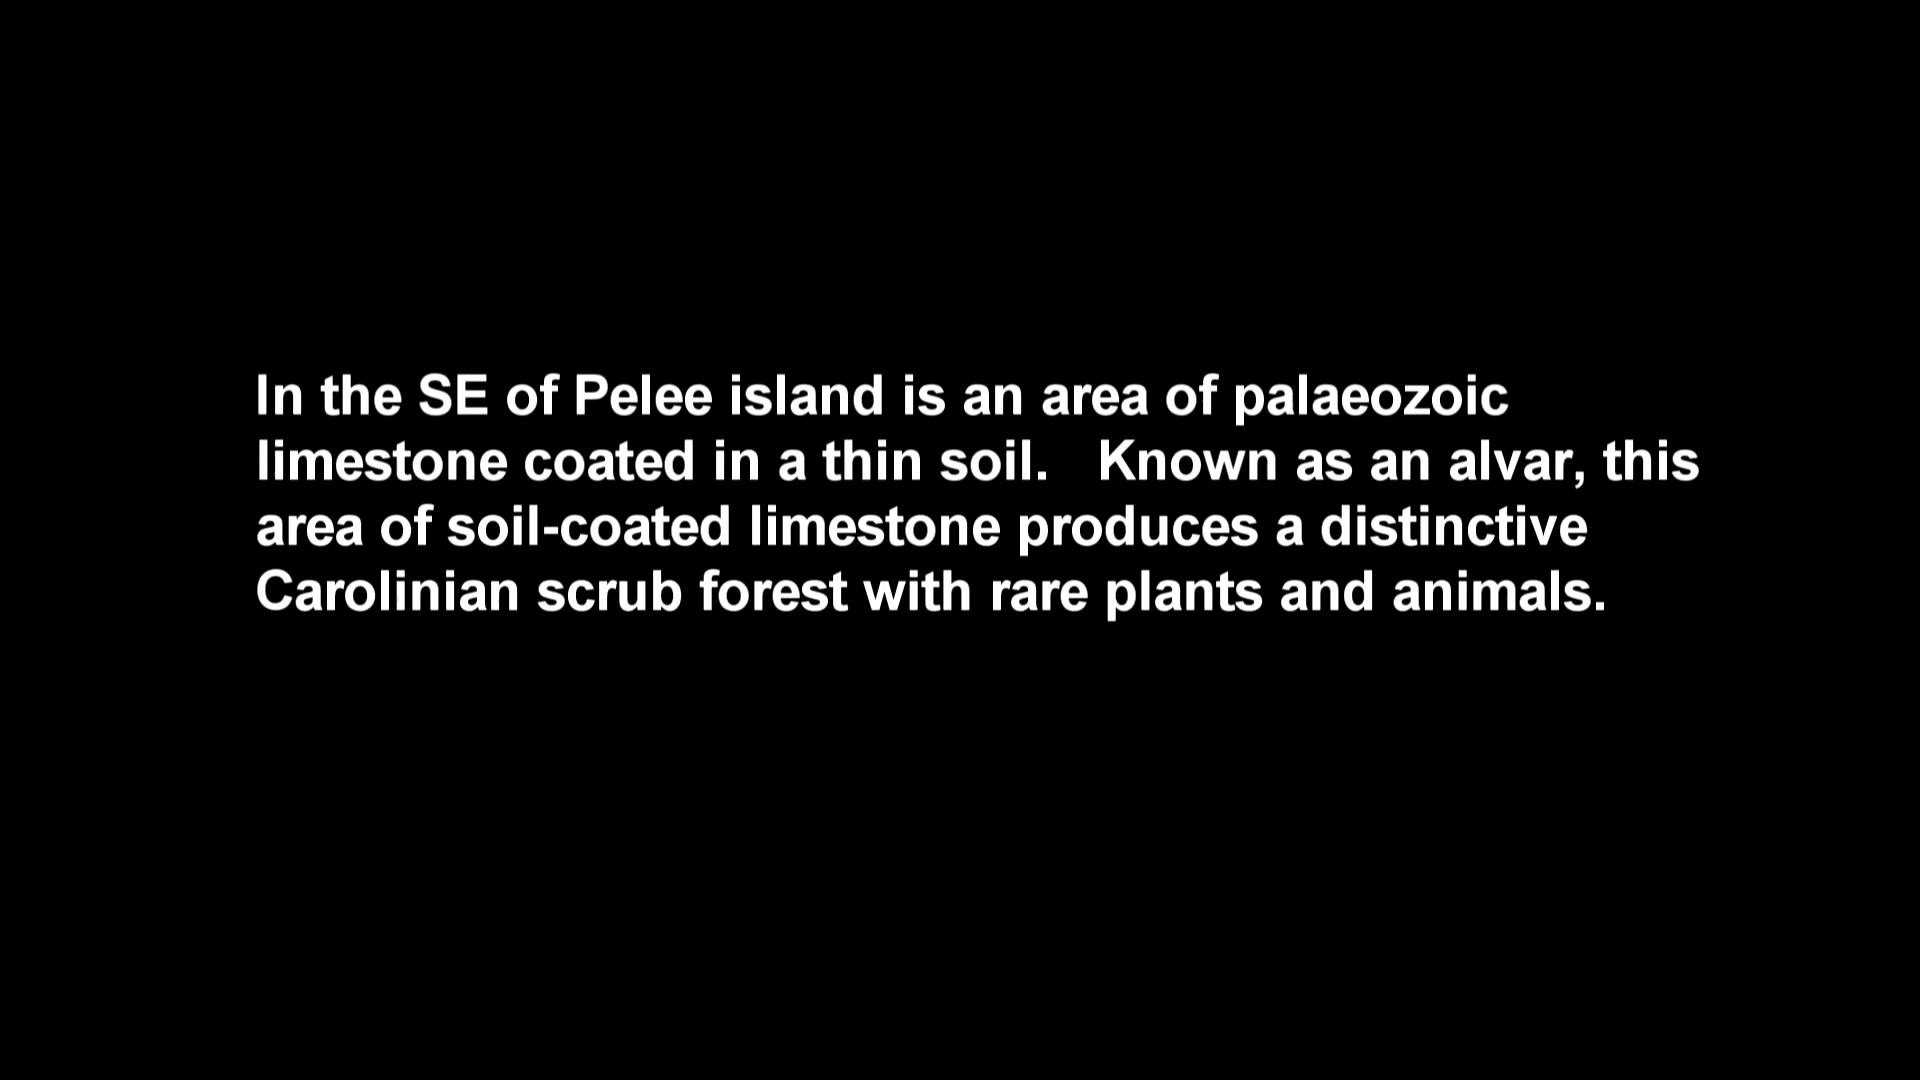 In the SE of Pelee island is an area of palaeozoic
limestone coated in a thin soil.   Known as an alvar, this
area of soil-coated limestone produces a distinctive
Carolinian scrub forest with rare plants and animals.